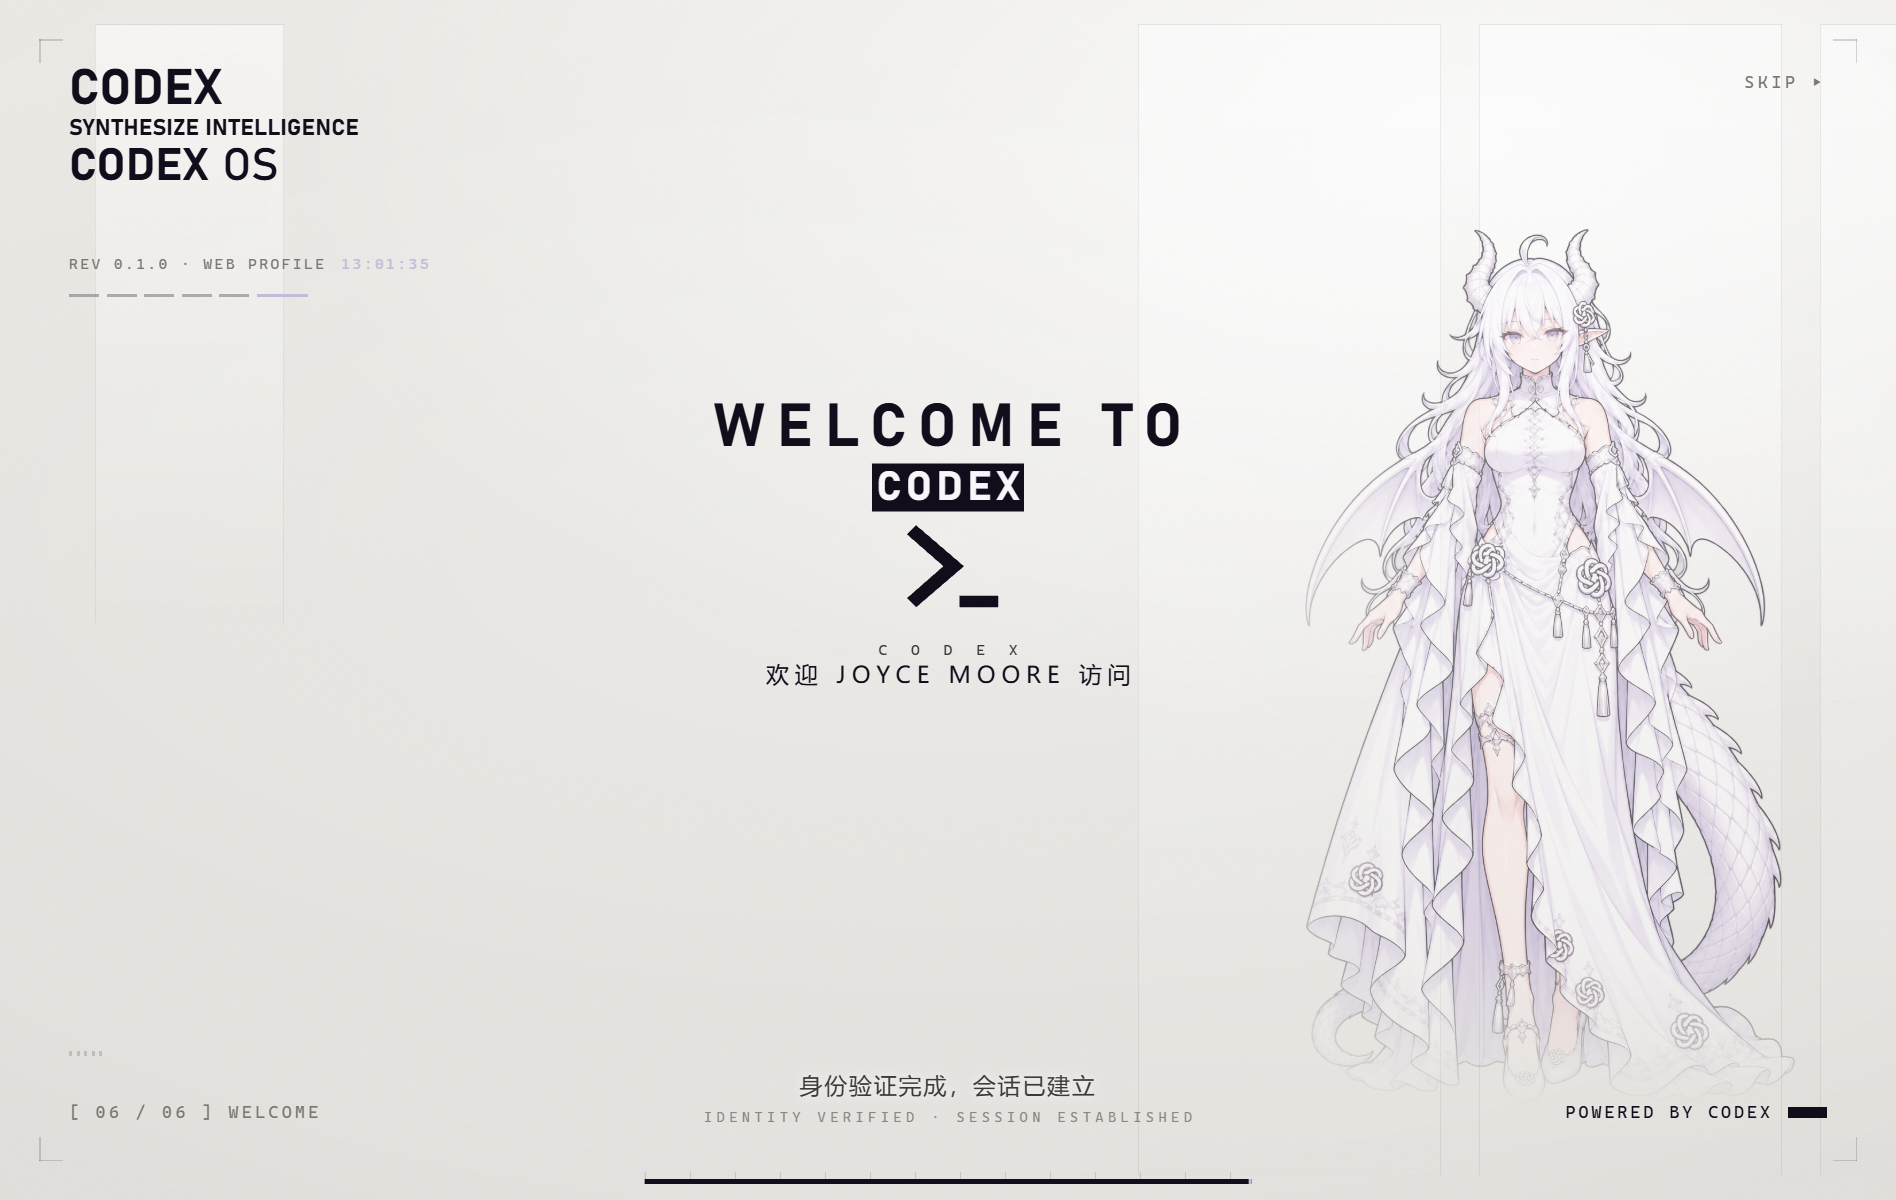 CODEX
SYNTHESIZE INTELLIGENCE
CODEX OS
SKIP
REV 0.1.0 · WEB PROFILE 13:01:35
WELCOME TO
CODEX
>_
CODEX
欢迎 JOYCE MOORE 访问
身份验证完成，会话已建立
IDENTITY VERIFIED · SESSION ESTABLISHED
[ 06 / 06 ] WELCOME
POWERED BY CODEX